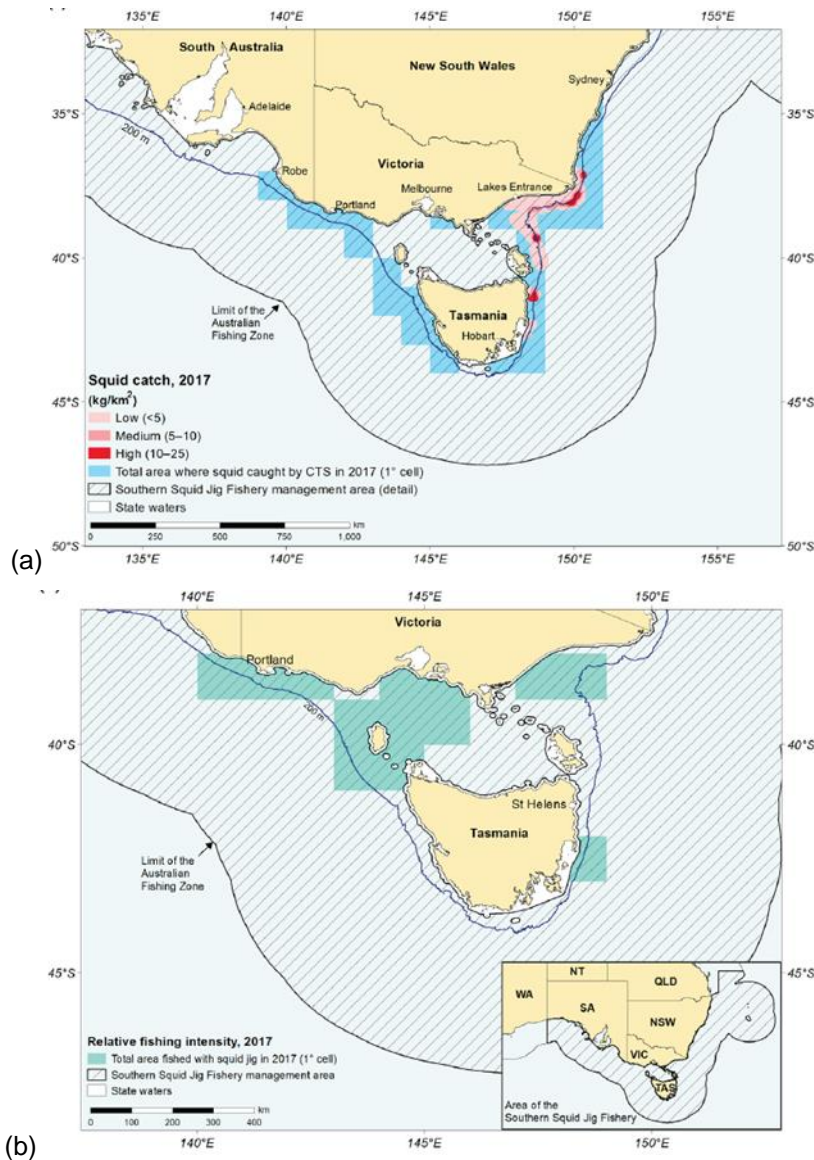 135°E 140°E 145°E 150°E 155°E
South Australia
New South Wales
Sydney
35°S 35°S
Adelaide
200 m
Victoria
Robe
Melbourne
Lakes Entrance
Portland
40°S 40°S
Limit of the
Australian
Fishing Zone
Tasmania
Hobart
Squid catch, 2017
(kg/km²)
45°S
Low (<5)
Medium (5–10)
High (10–25)
45°S
Total area where squid caught by CTS in 2017 (1° cell)
Southern Squid Jig Fishery management area (detail)
State waters
km
0 250 500 750 1,000
50°S 50°S
135°E 140°E 145°E 150°E 155°E
(a)
140°E 145°E 150°E
Victoria
Portland
200 m
40°S 40°S
St Helens
Tasmania
Limit of the
Australian
Fishing Zone
45°S 45°S
NT
QLD
WA
SA
NSW
VIC
TAS
Area of the
Southern Squid Jig Fishery
Relative fishing intensity, 2017
Total area fished with squid jig in 2017 (1° cell)
Southern Squid Jig Fishery management area
State waters
km
0 100 200 300 400
140°E 145°E 150°E
(b)